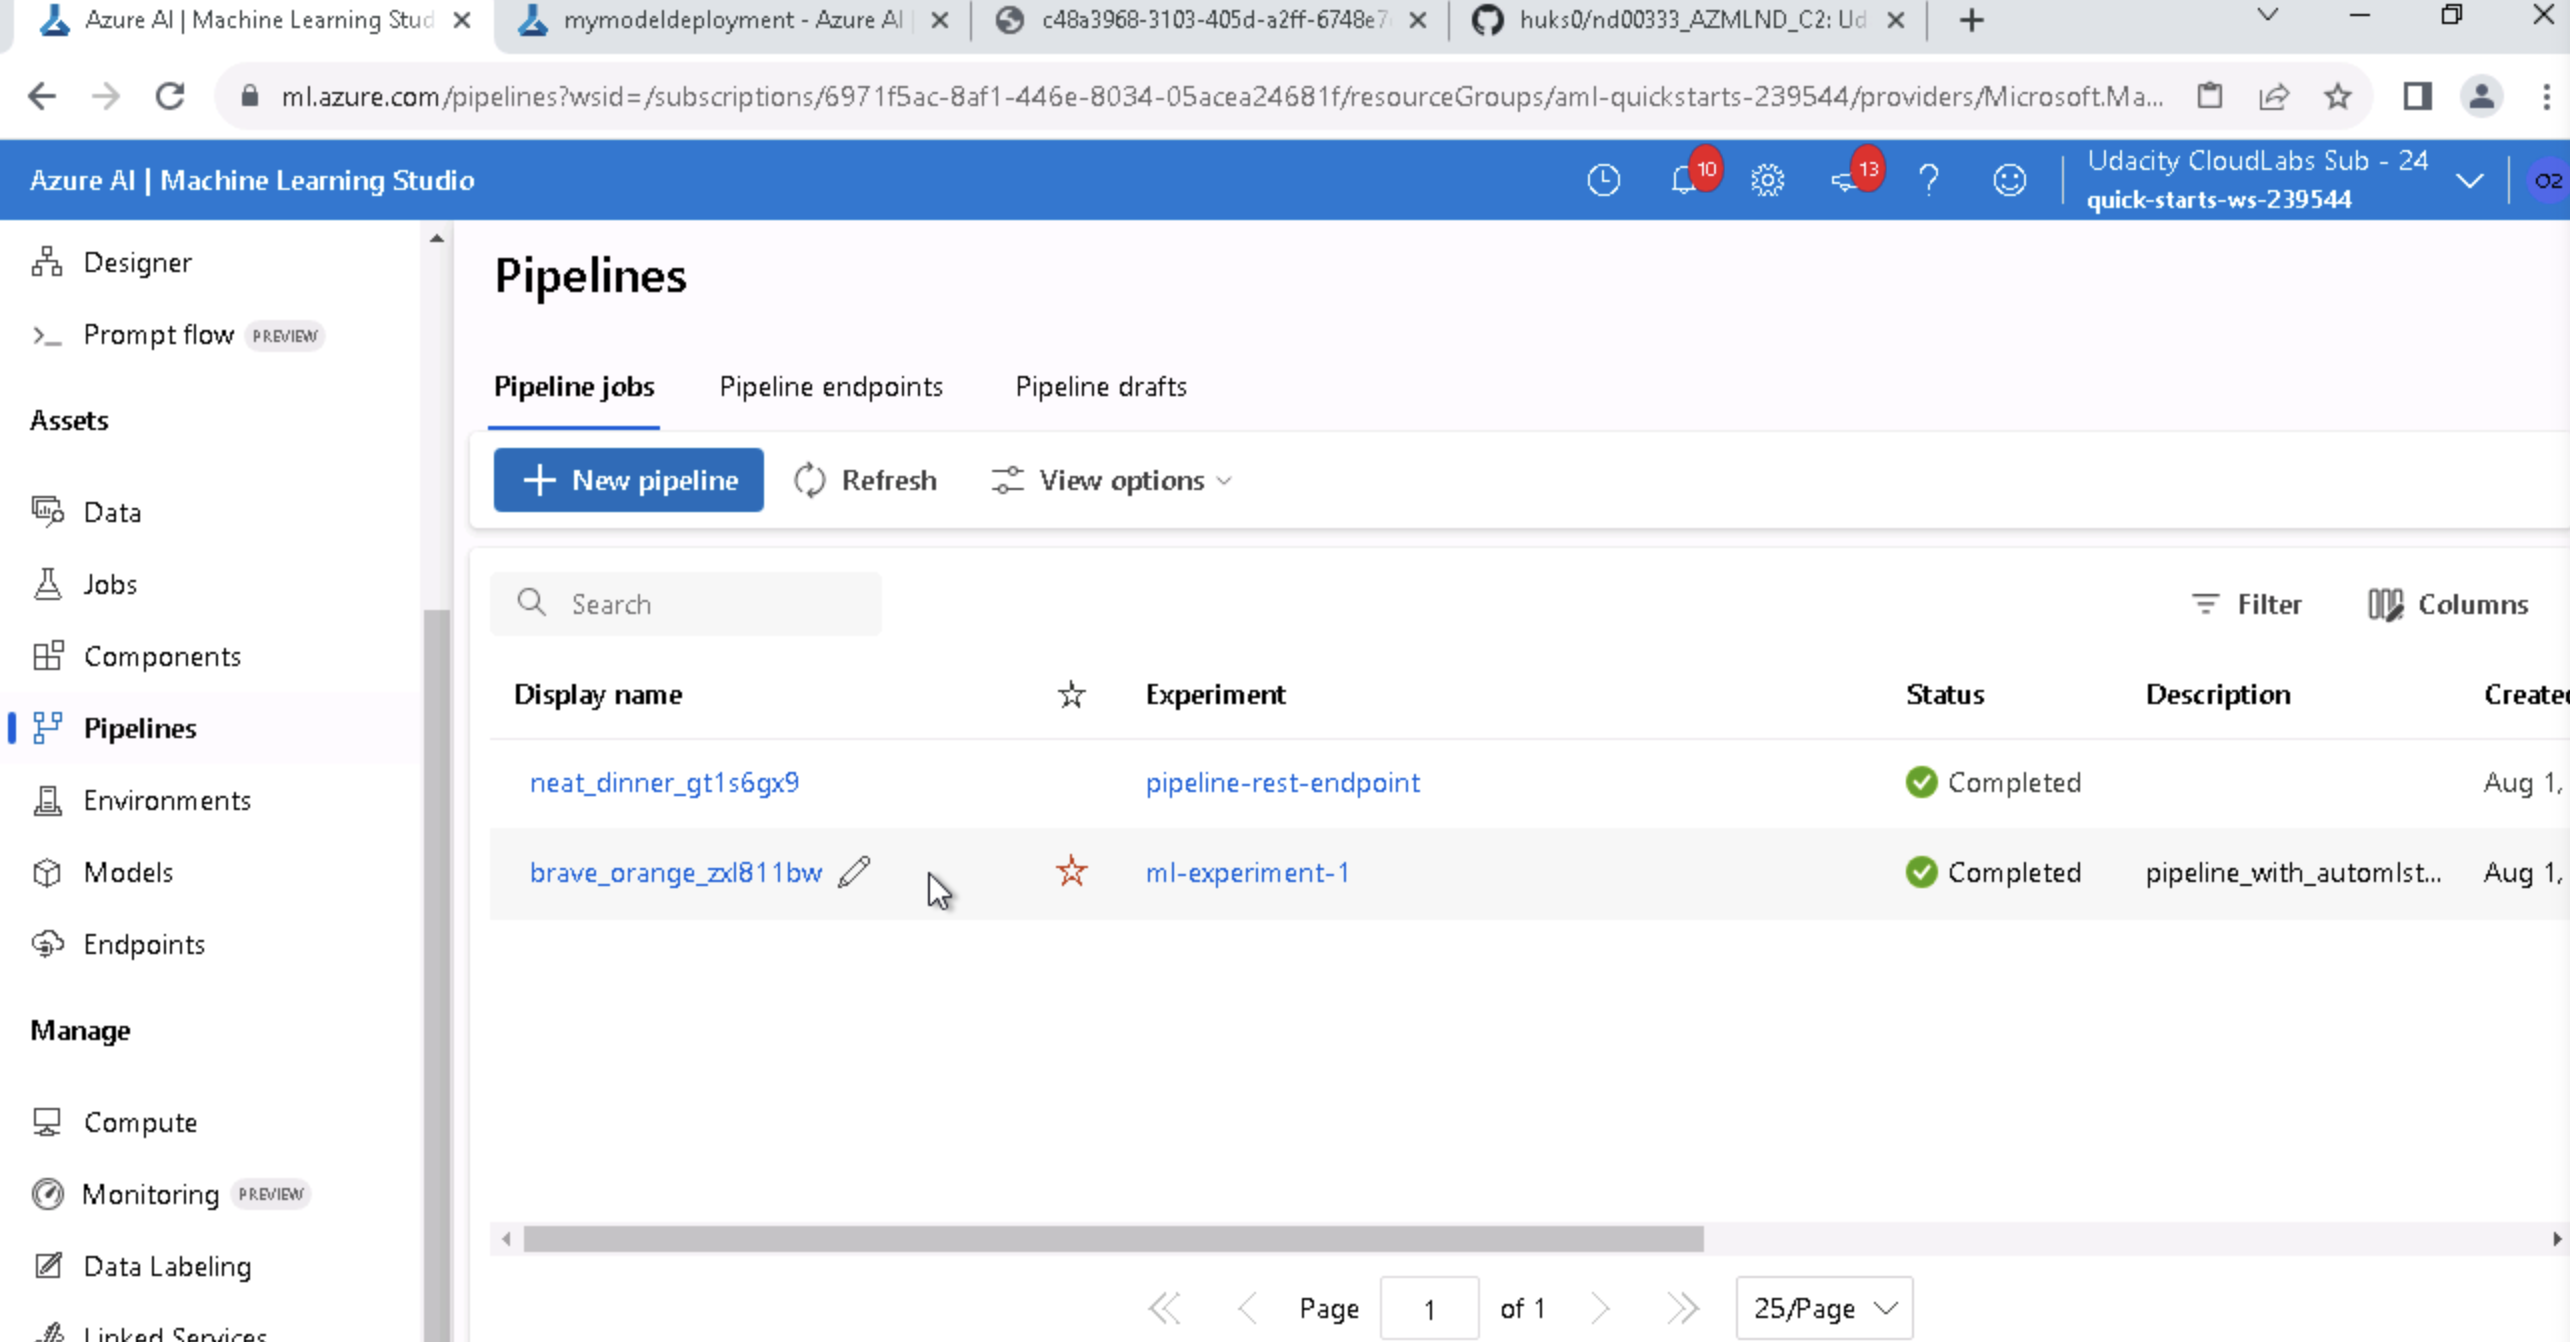 Azure AI | Machine Learning Stud
mymodeldeployment - Azure AI
c48a3968-3103-405d-a2ff-6748e7
huks0/nd00333_AZMLND_C2: Ud
ml.azure.com/pipelines?wsid=/subscriptions/6971f5ac-8af1-446e-8034-05acea24681f/resourceGroups/aml-quickstarts-239544/providers/Microsoft.Ma...
Azure AI | Machine Learning Studio
10
13
Udacity CloudLabs Sub - 24
quick-starts-ws-239544
O2
Designer
Prompt flow PREVIEW
Assets
Data
Jobs
Components
Pipelines
Environments
Models
Endpoints
Manage
Compute
Monitoring PREVIEW
Data Labeling
Linked Services
Pipelines
Pipeline jobs Pipeline endpoints Pipeline drafts
New pipeline Refresh View options
Search Filter Columns
Display name Experiment Status Description Created
neat_dinner_gt1s6gx9 pipeline-rest-endpoint Completed Aug 1,
brave_orange_zxl811bw ml-experiment-1 Completed pipeline_with_automlst... Aug 1,
Page 1 of 1 25/Page